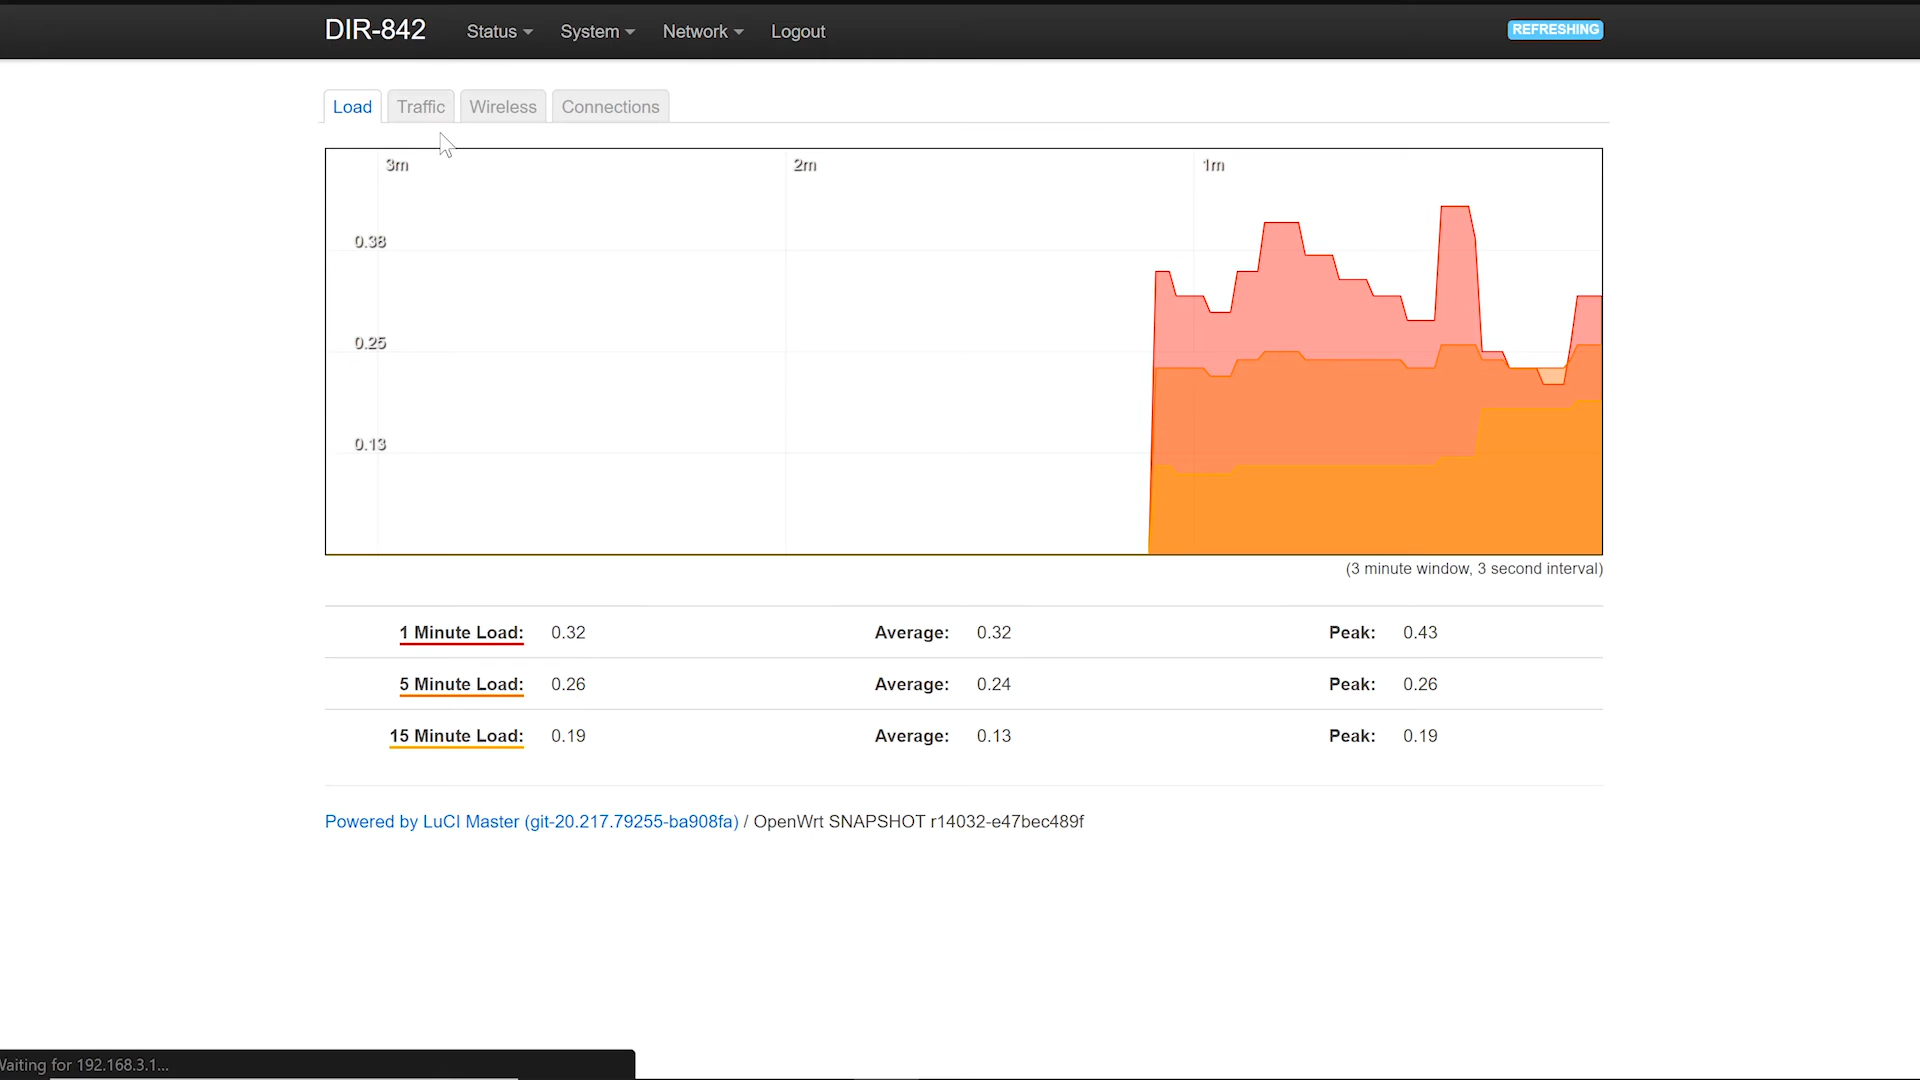 DIR-842 Status System Network Logout REFRESHING
Load Traffic Wireless Connections
3m 2m 1m
0.38
0.25
0.13
(3 minute window, 3 second interval)
1 Minute Load: 0.32 Average: 0.32 Peak: 0.43
5 Minute Load: 0.26 Average: 0.24 Peak: 0.26
15 Minute Load: 0.19 Average: 0.13 Peak: 0.19
Powered by LuCI Master (git-20.217.79255-ba908fa) / OpenWrt SNAPSHOT r14032-e47bec489f
Waiting for 192.168.3.1...